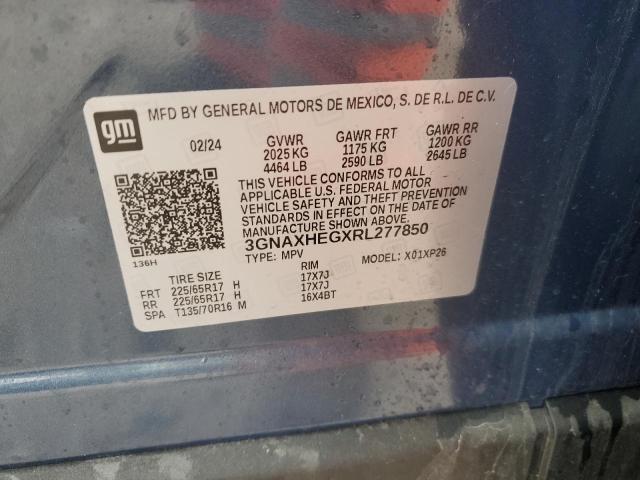 gm
MFD BY GENERAL MOTORS DE MEXICO, S. DE R.L. DE C.V.
02/24 GVWR GAWR FRT GAWR RR
2025 KG 1175 KG 1200 KG
4464 LB 2590 LB 2645 LB
THIS VEHICLE CONFORMS TO ALL
APPLICABLE U.S. FEDERAL MOTOR
VEHICLE SAFETY AND THEFT PREVENTION
STANDARDS IN EFFECT ON THE DATE OF
MANUFACTURE SHOWN ABOVE.
3GNAXHEGXRL277850
136H TYPE: MPV MODEL: X01XP26
TIRE SIZE RIM
FRT 225/65R17 H 17X7J
RR 225/65R17 H 17X7J
SPA T135/70R16 M 16X4BT